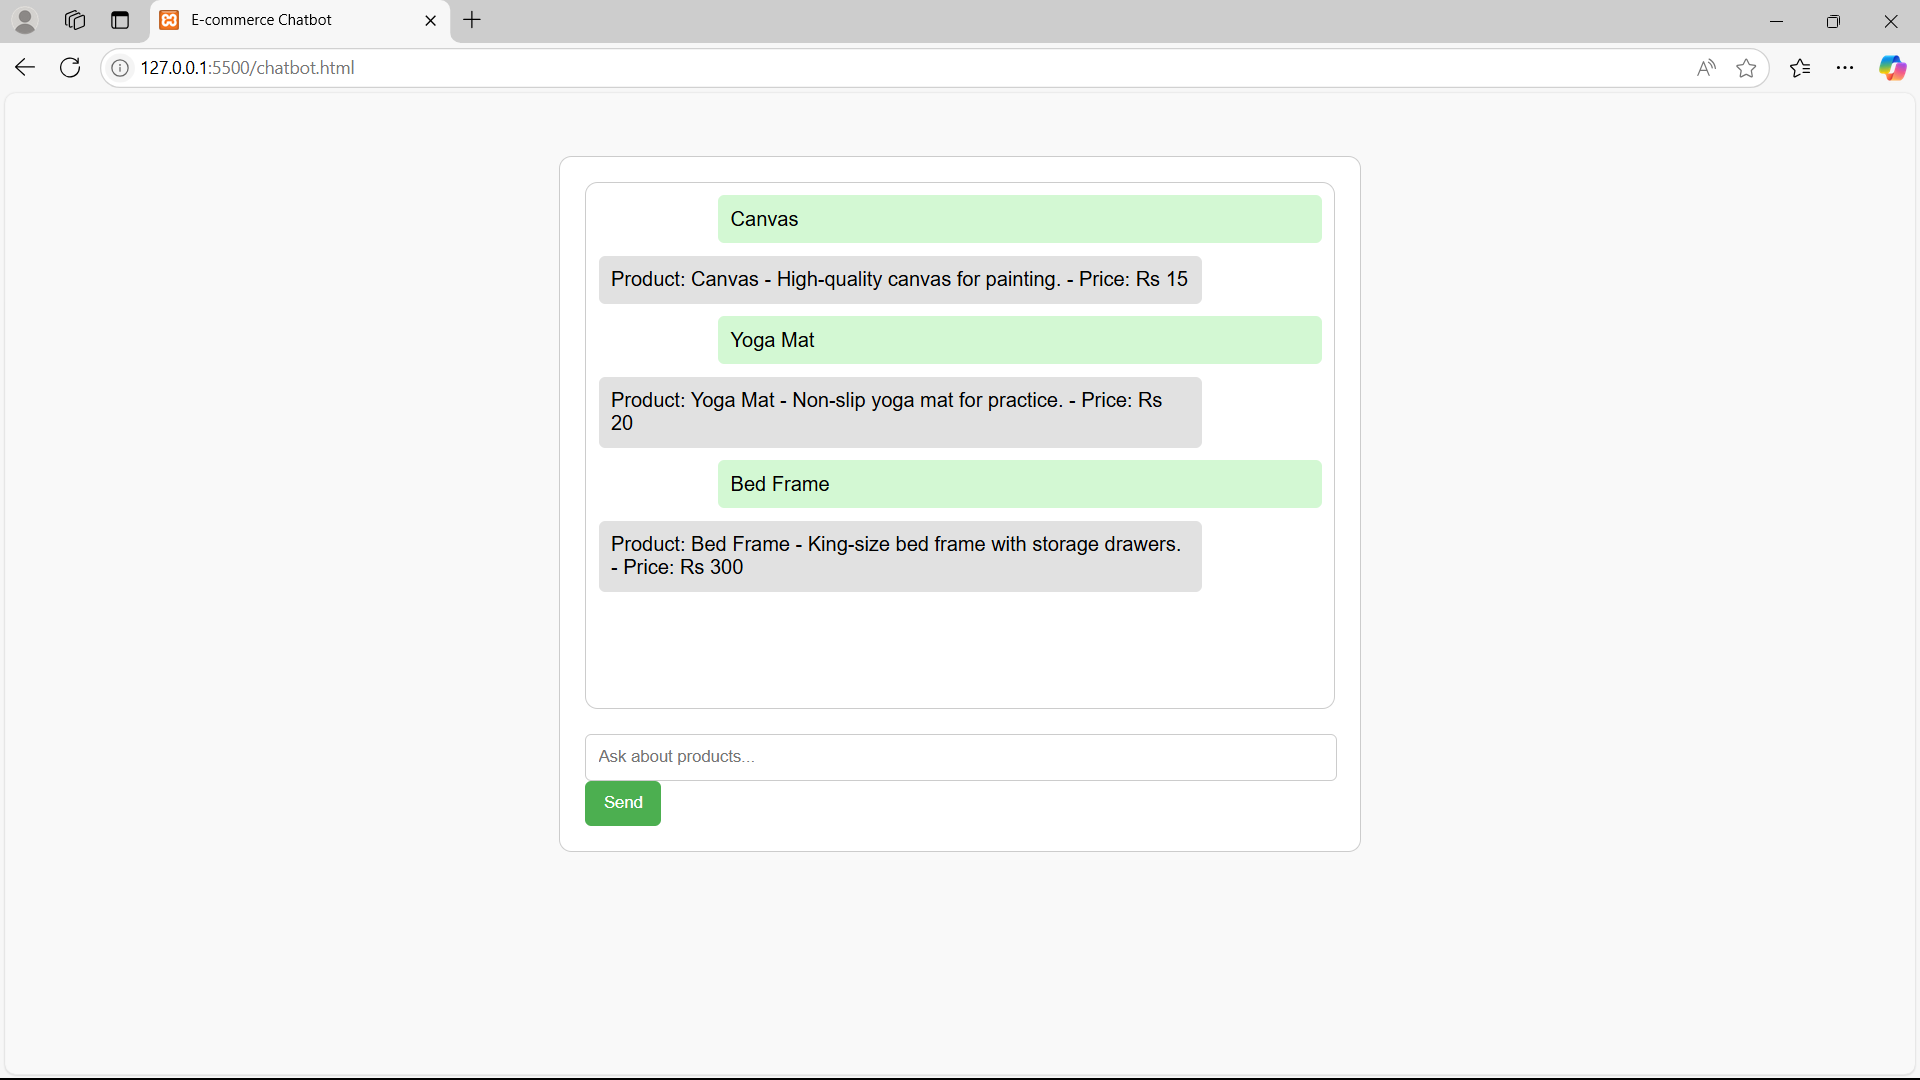 E-commerce Chatbot
127.0.0.1:5500/chatbot.html
Canvas
Product: Canvas - High-quality canvas for painting. - Price: Rs 15
Yoga Mat
Product: Yoga Mat - Non-slip yoga mat for practice. - Price: Rs
20
Bed Frame
Product: Bed Frame - King-size bed frame with storage drawers.
- Price: Rs 300
Ask about products...
Send